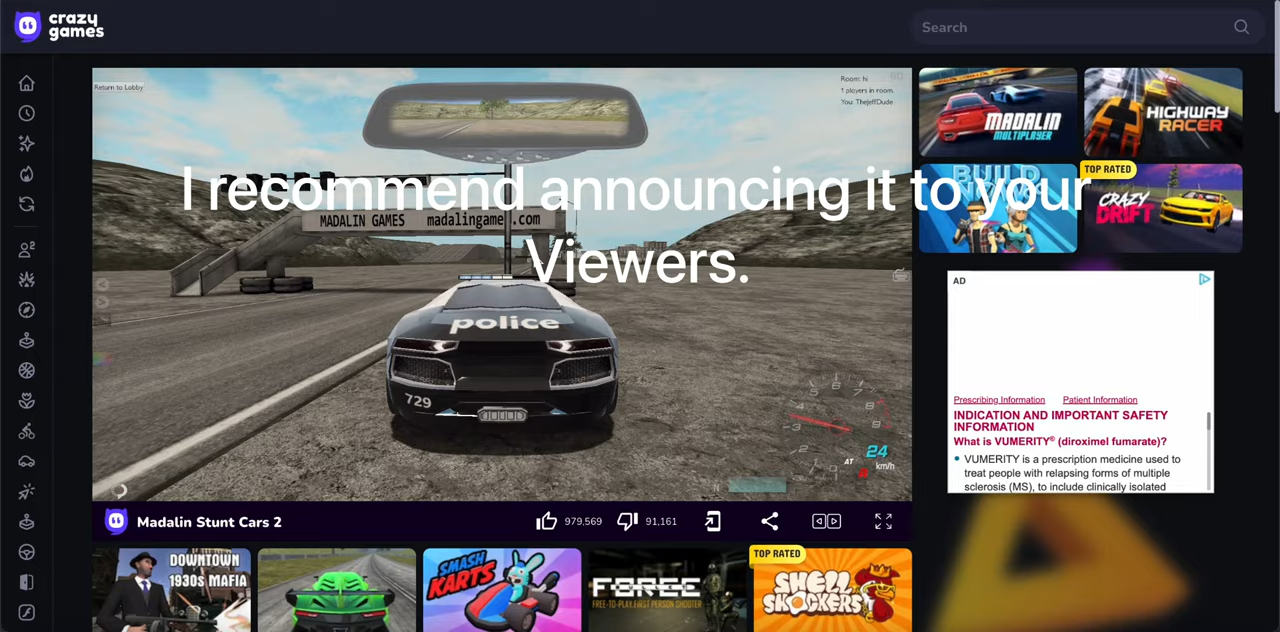 crazy
games
Search
Return to Lobby
Room: hi
1 players in room.
You: ThejeffDude
I recommend announcing it to your
Viewers.
MADALIN GAMES madalingames.com
police
729
24
km/h
AT
MADALIN
MULTIPLAYER
HIGHWAY
RACER
BUILD
TOP RATED
CRAZY
DRIFT
AD
Prescribing Information Patient Information
INDICATION AND IMPORTANT SAFETY
INFORMATION
What is VUMERITY® (diroximel fumarate)?
• VUMERITY is a prescription medicine used to
treat people with relapsing forms of multiple
sclerosis (MS), to include clinically isolated
Madalin Stunt Cars 2
979,569
91,161
DOWNTOWN
1930s MAFIA
SMASH
KARTS
FREE-TO-PLAY FIRST PERSON SHOOTER
TOP RATED
SHELL
SHOCKERS